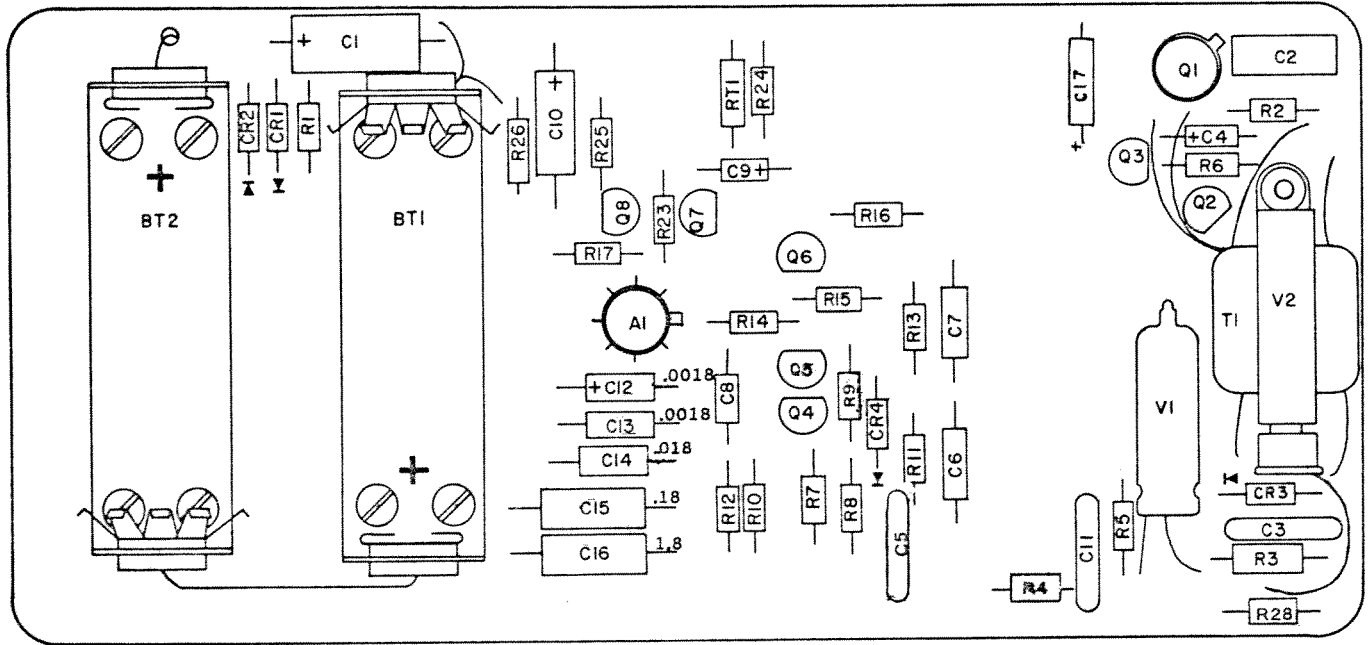 + C1
C2
Q1
C17
+
R2
+C4
R6
Q3
Q2
CR2
CR1
R1
R26
+
C10
R25
RT1
R24
C9+
+
BT2
BT1
Q8
R23
Q7
R16
R17
Q6
R15
A1
R14
R13
C7
T1
V2
+C12 .0018
C13 .0018
C14 .018
C15 .18
C16 1.8
C8
Q5
Q4
R9
CR4
R11
C6
V1
+
R12
R10
R7
R8
C5
C11
R5
CR3
C3
R3
R4
R28